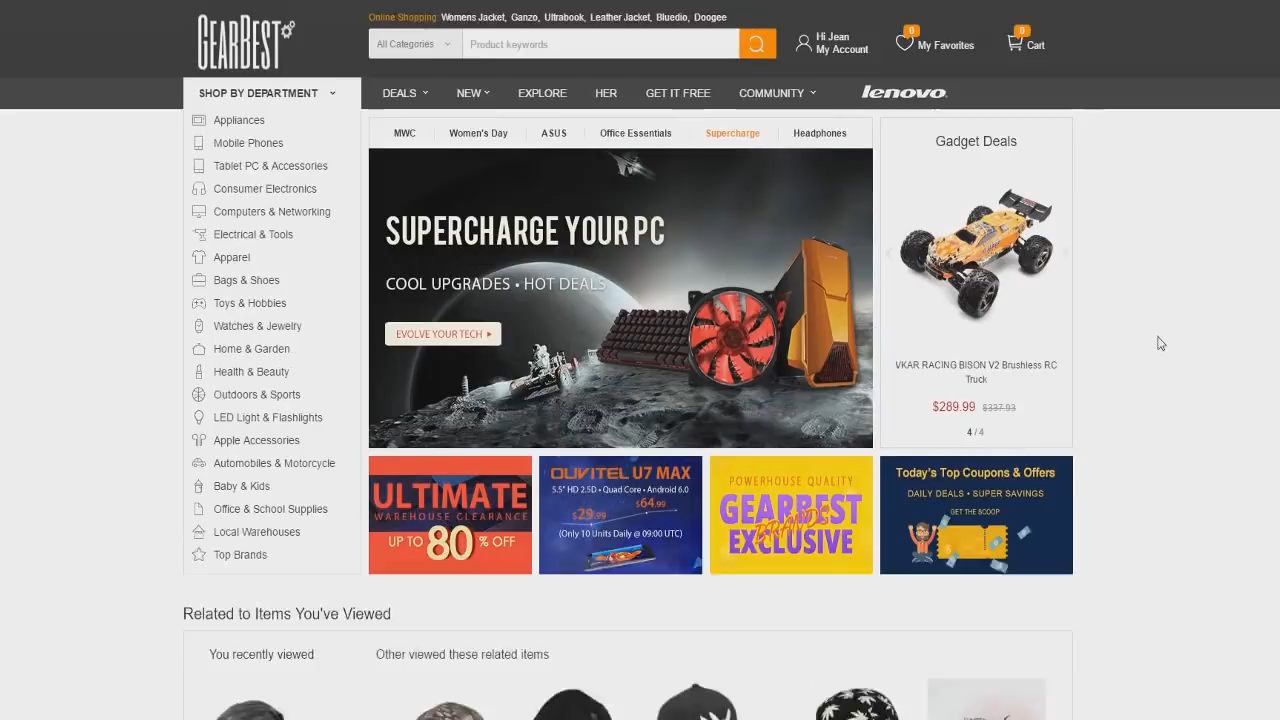 GEARBEST
Online Shopping: Womens Jacket, Ganzo, Ultrabook, Leather Jacket, Bluedio, Doogee
All Categories Product keywords
Hi Jean
My Account
0
My Favorites
0
Cart
SHOP BY DEPARTMENT DEALS NEW EXPLORE HER GET IT FREE COMMUNITY lenovo
Appliances
Mobile Phones
Tablet PC & Accessories
Consumer Electronics
Computers & Networking
Electrical & Tools
Apparel
Bags & Shoes
Toys & Hobbies
Watches & Jewelry
Home & Garden
Health & Beauty
Outdoors & Sports
LED Light & Flashlights
Apple Accessories
Automobiles & Motorcycle
Baby & Kids
Office & School Supplies
Local Warehouses
Top Brands
MWC Women's Day ASUS Office Essentials Supercharge Headphones
SUPERCHARGE YOUR PC
COOL UPGRADES • HOT DEALS
EVOLVE YOUR TECH
Gadget Deals
VKAR RACING BISON V2 Brushless RC
Truck
$289.99 $337.93
4 / 4
ULTIMATE
WAREHOUSE CLEARANCE
UP TO 80 % OFF
OUKITEL U7 MAX
5.5" HD 2.5D • Quad Core • Android 6.0
$64.99
$29.99
(Only 10 Units Daily @ 09:00 UTC)
POWERHOUSE QUALITY
GEARBEST
BRANDS
EXCLUSIVE
Today's Top Coupons & Offers
DAILY DEALS • SUPER SAVINGS
GET THE SCOOP
Related to Items You've Viewed
You recently viewed Other viewed these related items